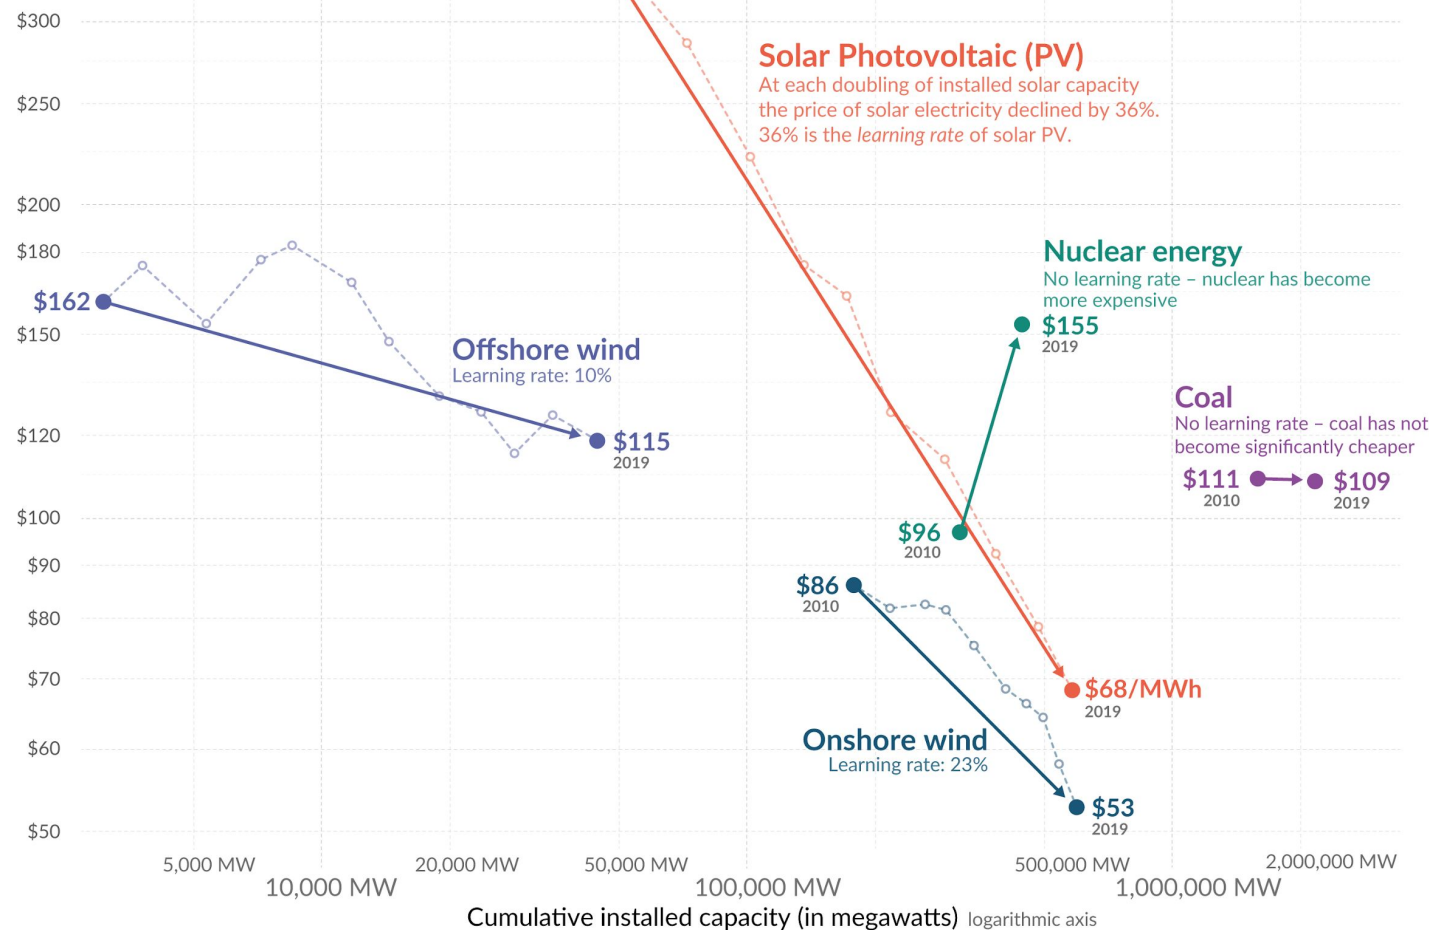 $300
Solar Photovoltaic (PV)
At each doubling of installed solar capacity
the price of solar electricity declined by 36%.
36% is the learning rate of solar PV.
$250
$200
$180
Nuclear energy
No learning rate – nuclear has become
more expensive
$155
2019
$162
$150
Offshore wind
Learning rate: 10%
Coal
No learning rate – coal has not
become significantly cheaper
$120
$115
2019
$111
2010
$109
2019
$100
$96
2010
$90
$86
2010
$80
$70
$68/MWh
2019
Onshore wind
Learning rate: 23%
$60
$53
2019
$50
5,000 MW
10,000 MW
20,000 MW
50,000 MW
100,000 MW
500,000 MW
1,000,000 MW
2,000,000 MW
Cumulative installed capacity (in megawatts) logarithmic axis